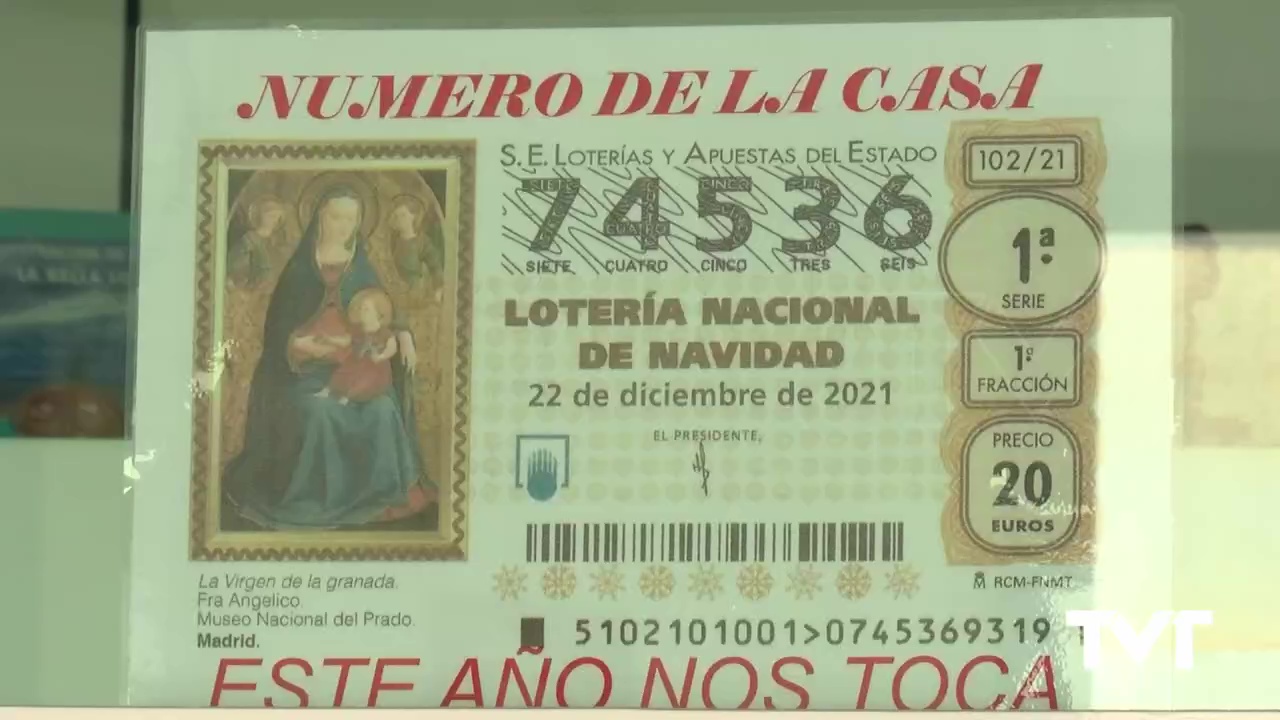 NUMERO DE LA CASA
S.E. LOTERÍAS Y APUESTAS DEL ESTADO
102/21
74536
SIETE CUATRO CINCO TRES SEIS
1ª
SERIE
LOTERÍA NACIONAL
DE NAVIDAD
22 de diciembre de 2021
1ª
FRACCIÓN
EL PRESIDENTE,
PRECIO
20
EUROS
La Virgen de la granada.
Fra Angelico.
Museo Nacional del Prado.
Madrid.
RCM-FNMT
5102101001>0745369319
TVT
ESTE AÑO NOS TOCA